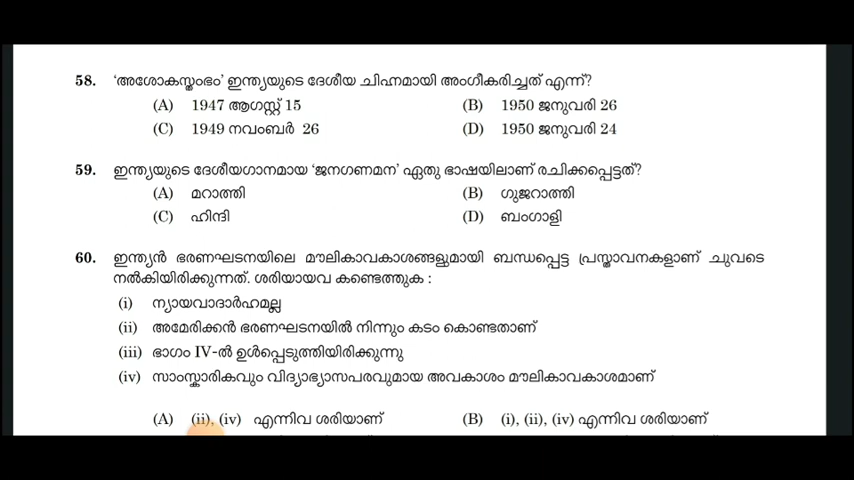 58. 'അശോകസ്തംഭം' ഇന്ത്യയുടെ ദേശീയ ചിഹ്നമായി അംഗീകരിച്ചത് എന്ന്?
(A) 1947 ആഗസ്റ്റ് 15 (B) 1950 ജനുവരി 26
(C) 1949 നവംബർ 26 (D) 1950 ജനുവരി 24
59. ഇന്ത്യയുടെ ദേശീയഗാനമായ 'ജനഗണമന' ഏതു ഭാഷയിലാണ് രചിക്കപ്പെട്ടത്?
(A) മറാത്തി (B) ഗുജറാത്തി
(C) ഹിന്ദി (D) ബംഗാളി
60. ഇന്ത്യൻ ഭരണഘടനയിലെ മൗലികാവകാശങ്ങളുമായി ബന്ധപ്പെട്ട പ്രസ്താവനകളാണ് ചുവടെ
നൽകിയിരിക്കുന്നത്. ശരിയായവ കണ്ടെത്തുക :
(i) ന്യായവാദാർഹമല്ല
(ii) അമേരിക്കൻ ഭരണഘടനയിൽ നിന്നും കടം കൊണ്ടതാണ്
(iii) ഭാഗം IV-ൽ ഉൾപ്പെടുത്തിയിരിക്കുന്നു
(iv) സാംസ്കാരികവും വിദ്യാഭ്യാസപരവുമായ അവകാശം മൗലികാവകാശമാണ്
(A) (ii), (iv) എന്നിവ ശരിയാണ് (B) (i), (ii), (iv) എന്നിവ ശരിയാണ്